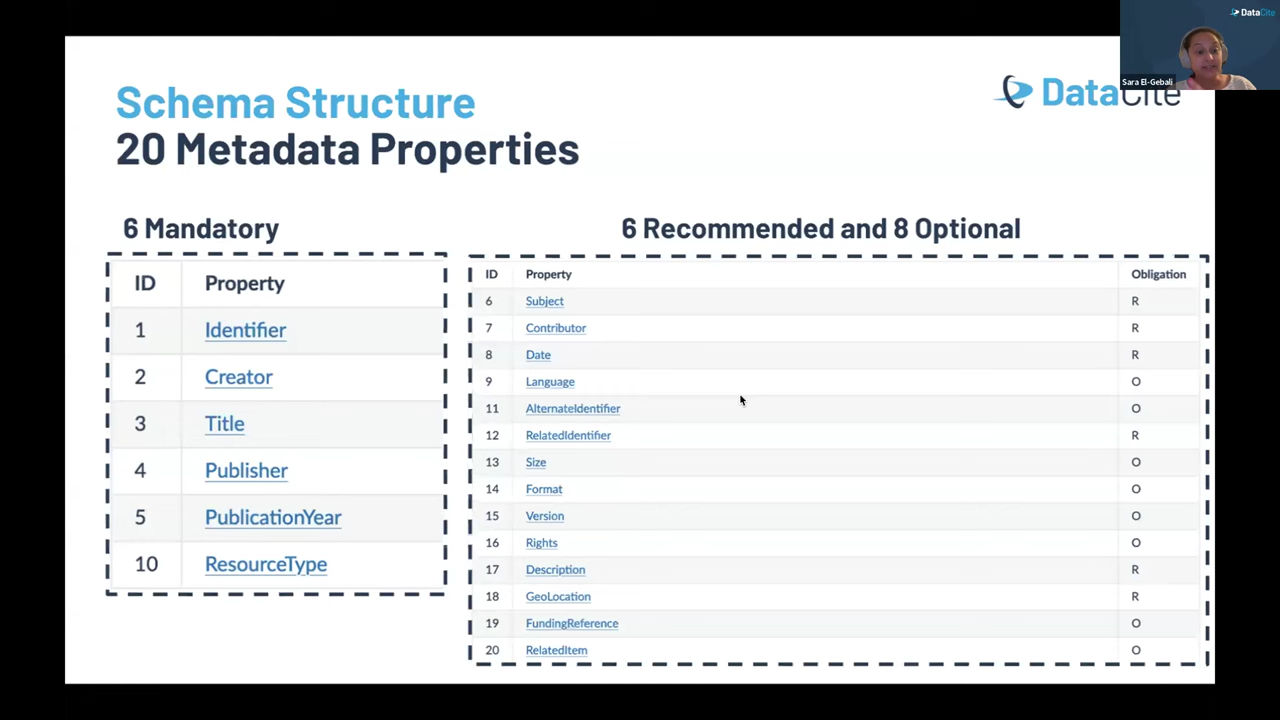 DataCite
Sara El-Gebali
Schema Structure
20 Metadata Properties
DataCite
6 Mandatory
ID Property
1 Identifier
2 Creator
3 Title
4 Publisher
5 PublicationYear
10 ResourceType
6 Recommended and 8 Optional
ID Property Obligation
6 Subject R
7 Contributor R
8 Date R
9 Language O
11 AlternateIdentifier O
12 RelatedIdentifier R
13 Size O
14 Format O
15 Version O
16 Rights O
17 Description R
18 GeoLocation R
19 FundingReference O
20 RelatedItem O